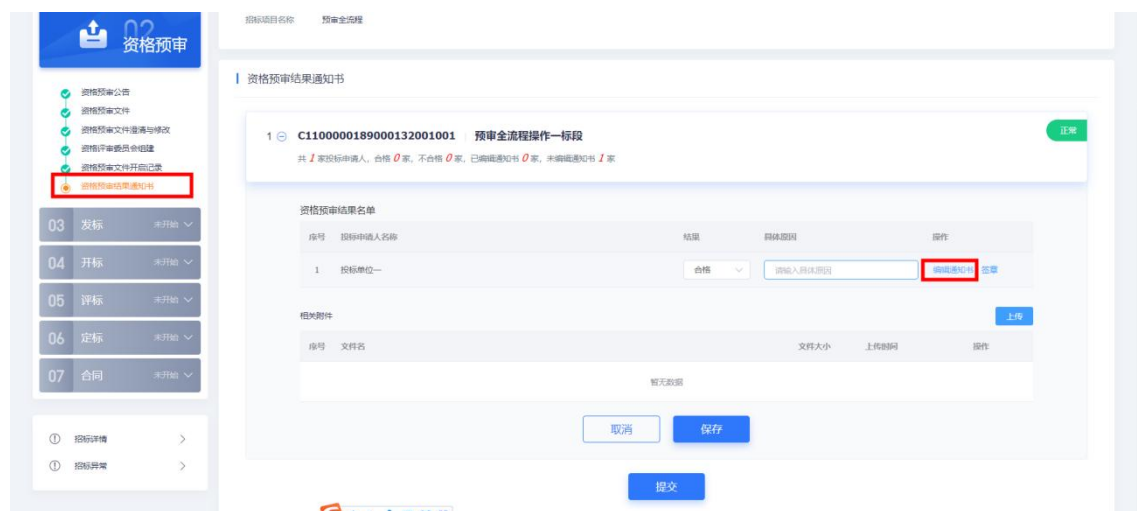 02
资格预审
招标项目名称 预审全流程
资格预审结果通知书
资格预审公告
资格预审文件
资格预审文件澄清与修改
资格评审委员会组建
资格预审文件开启记录
资格预审结果通知书
1 C1100000189000132001001 预审全流程操作一标段 正常
共 1 家投标申请人, 合格 0 家, 不合格 0 家, 已编辑通知书 0 家, 未编辑通知书 1 家
03 发标 未开始
04 开标 未开始
05 评标 未开始
06 定标 未开始
07 合同 未开始
招标详情
招标异常
资格预审结果名单
序号 投标申请人名称 结果 具体原因 操作
1 投标单位一 合格 请输入具体原因 编辑通知书 签章
相关附件 上传
序号 文件名 文件大小 上传时间 操作
暂无数据
取消 保存
提交